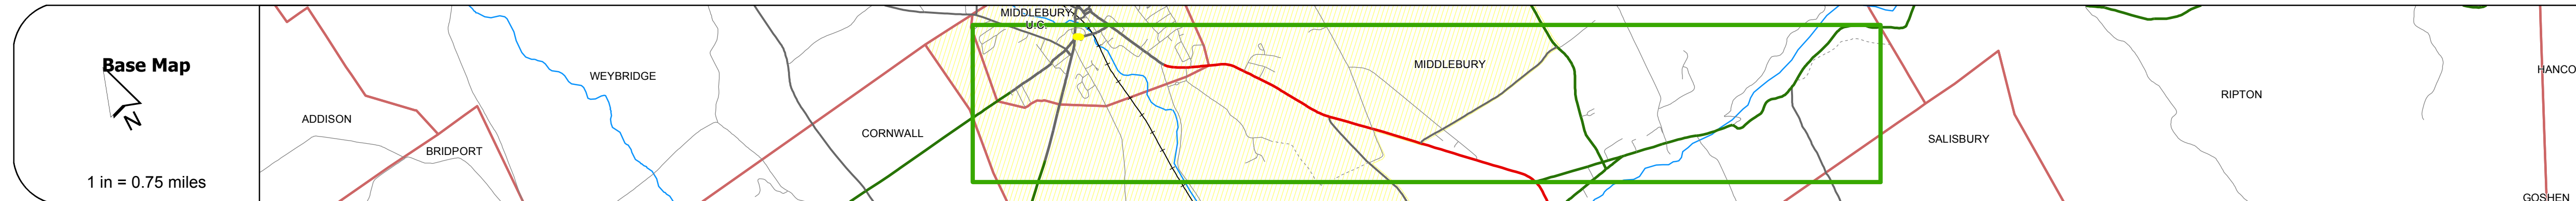 Base Map
N
1 in = 0.75 miles
ADDISON
BRIDPORT
WEYBRIDGE
CORNWALL
MIDDLEBURY
U.C.
MIDDLEBURY
SALISBURY
RIPTON
HANCO
GOSHEN